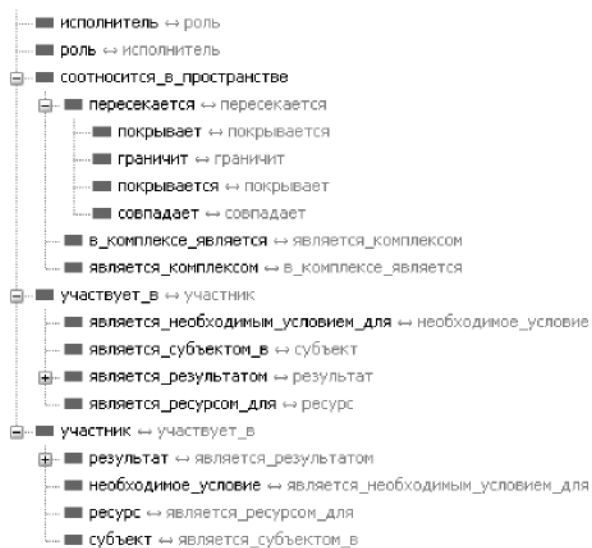 исполнитель ↔ роль
роль ↔ исполнитель
соотносится_в_пространстве
пересекается ↔ пересекается
покрывает ↔ покрывается
граничит ↔ граничит
покрывается ↔ покрывает
совпадает ↔ совпадает
в_комплексе_является ↔ является_комплексом
является_комплексом ↔ в_комплексе_является
участвует_в ↔ участник
является_необходимым_условием_для ↔ необходимое_условие
является_субъектом_в ↔ субъект
является_результатом ↔ результат
является_ресурсом_для ↔ ресурс
участник ↔ участвует_в
результат ↔ является_результатом
необходимое_условие ↔ является_необходимым_условием_для
ресурс ↔ является_ресурсом_для
субъект ↔ является_субъектом_в